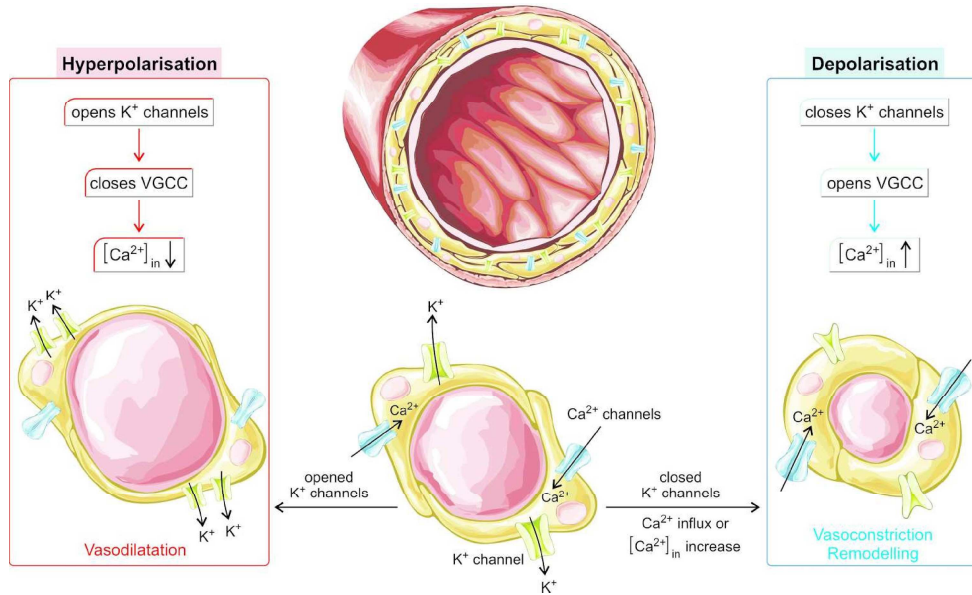 Hyperpolarisation
opens K⁺ channels
closes VGCC
[Ca²⁺]in ↓
K⁺
K⁺
K⁺
K⁺
Vasodilatation
opened
K⁺ channels
K⁺
Ca²⁺
Ca²⁺ channels
Ca²⁺
K⁺ channel
K⁺
closed
K⁺ channels
Ca²⁺ influx or
[Ca²⁺]in increase
Depolarisation
closes K⁺ channels
opens VGCC
[Ca²⁺]in ↑
Ca²⁺
Ca²⁺
Vasoconstriction
Remodelling